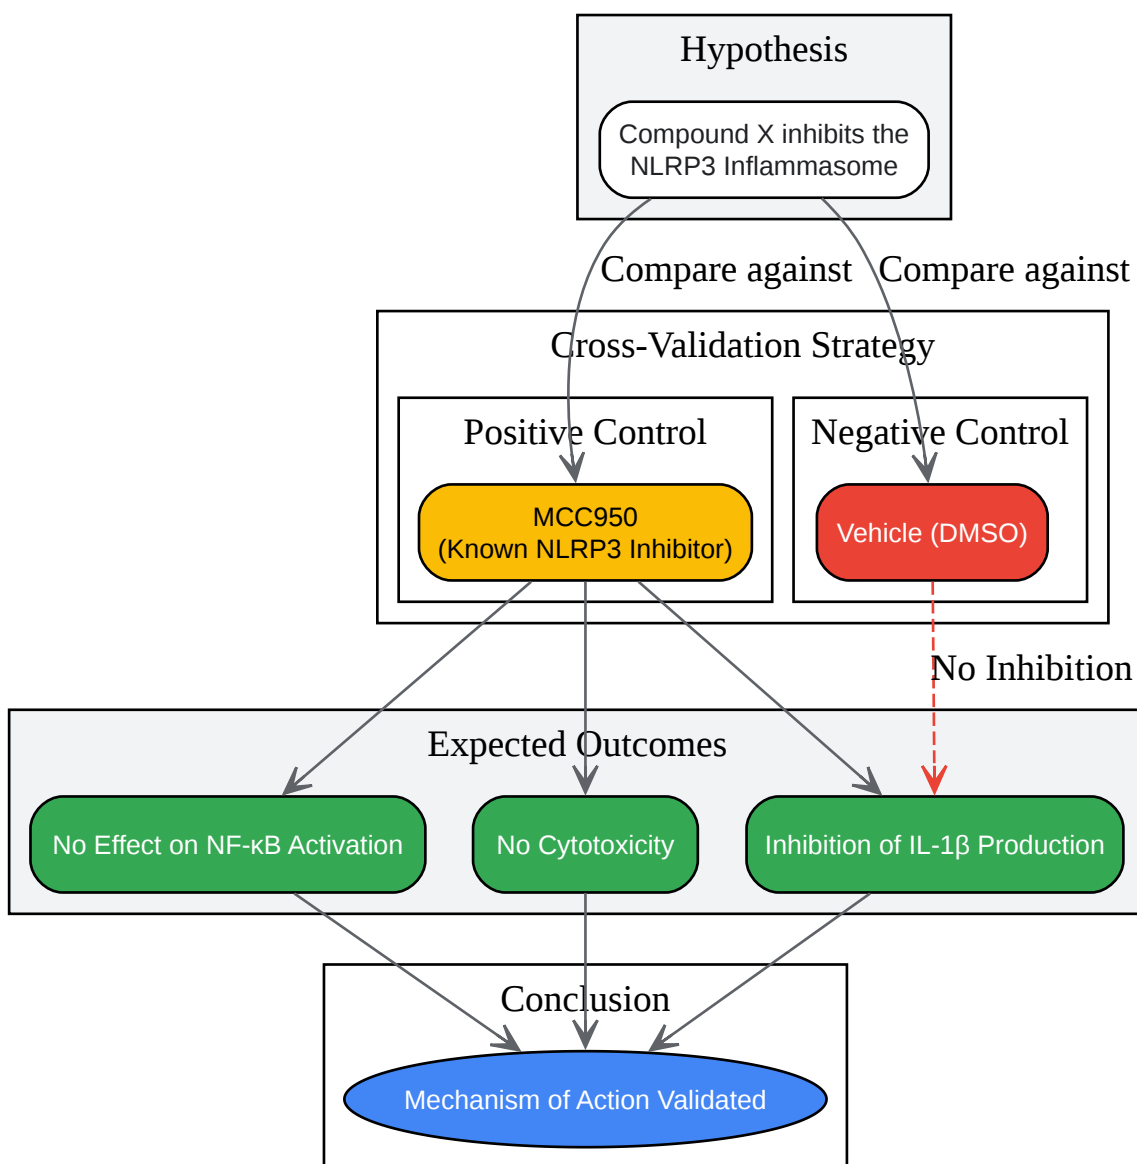 Hypothesis
Compound X inhibits the
NLRP3 Inflammasome
Compare against
Compare against
Cross-Validation Strategy
Positive Control
Negative Control
MCC950
(Known NLRP3 Inhibitor)
Vehicle (DMSO)
No Inhibition
Expected Outcomes
No Effect on NF-κB Activation
No Cytotoxicity
Inhibition of IL-1β Production
Conclusion
Mechanism of Action Validated